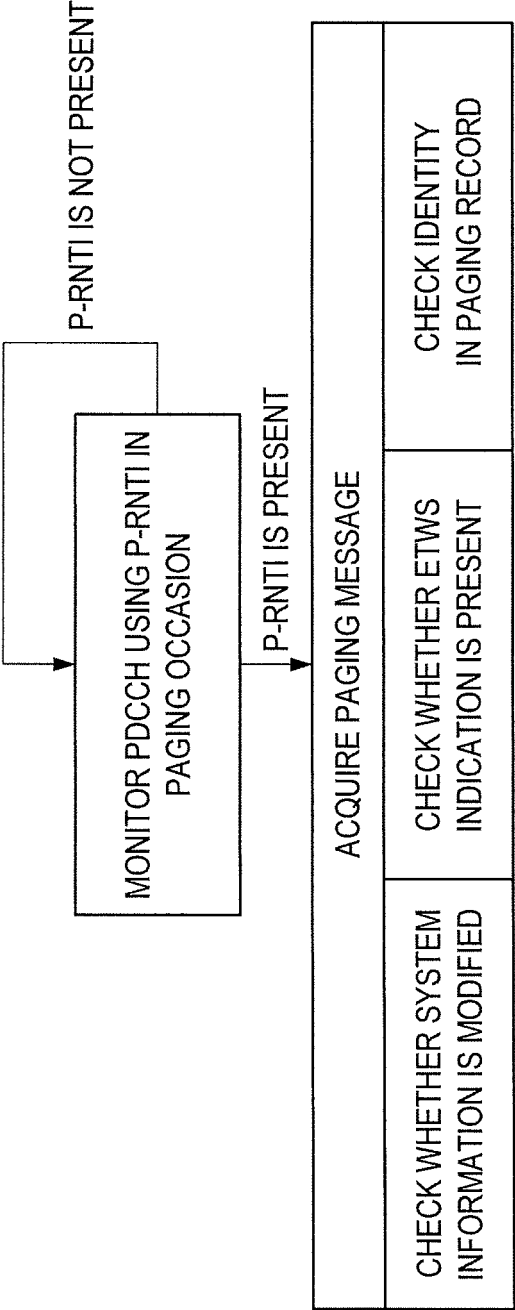 P-RNTI IS NOT PRESENT
MONITOR PDCCH USING P-RNTI IN
PAGING OCCASION
P-RNTI IS PRESENT
ACQUIRE PAGING MESSAGE
CHECK WHETHER SYSTEM
INFORMATION IS MODIFIED
CHECK WHETHER ETWS
INDICATION IS PRESENT
CHECK IDENTITY
IN PAGING RECORD